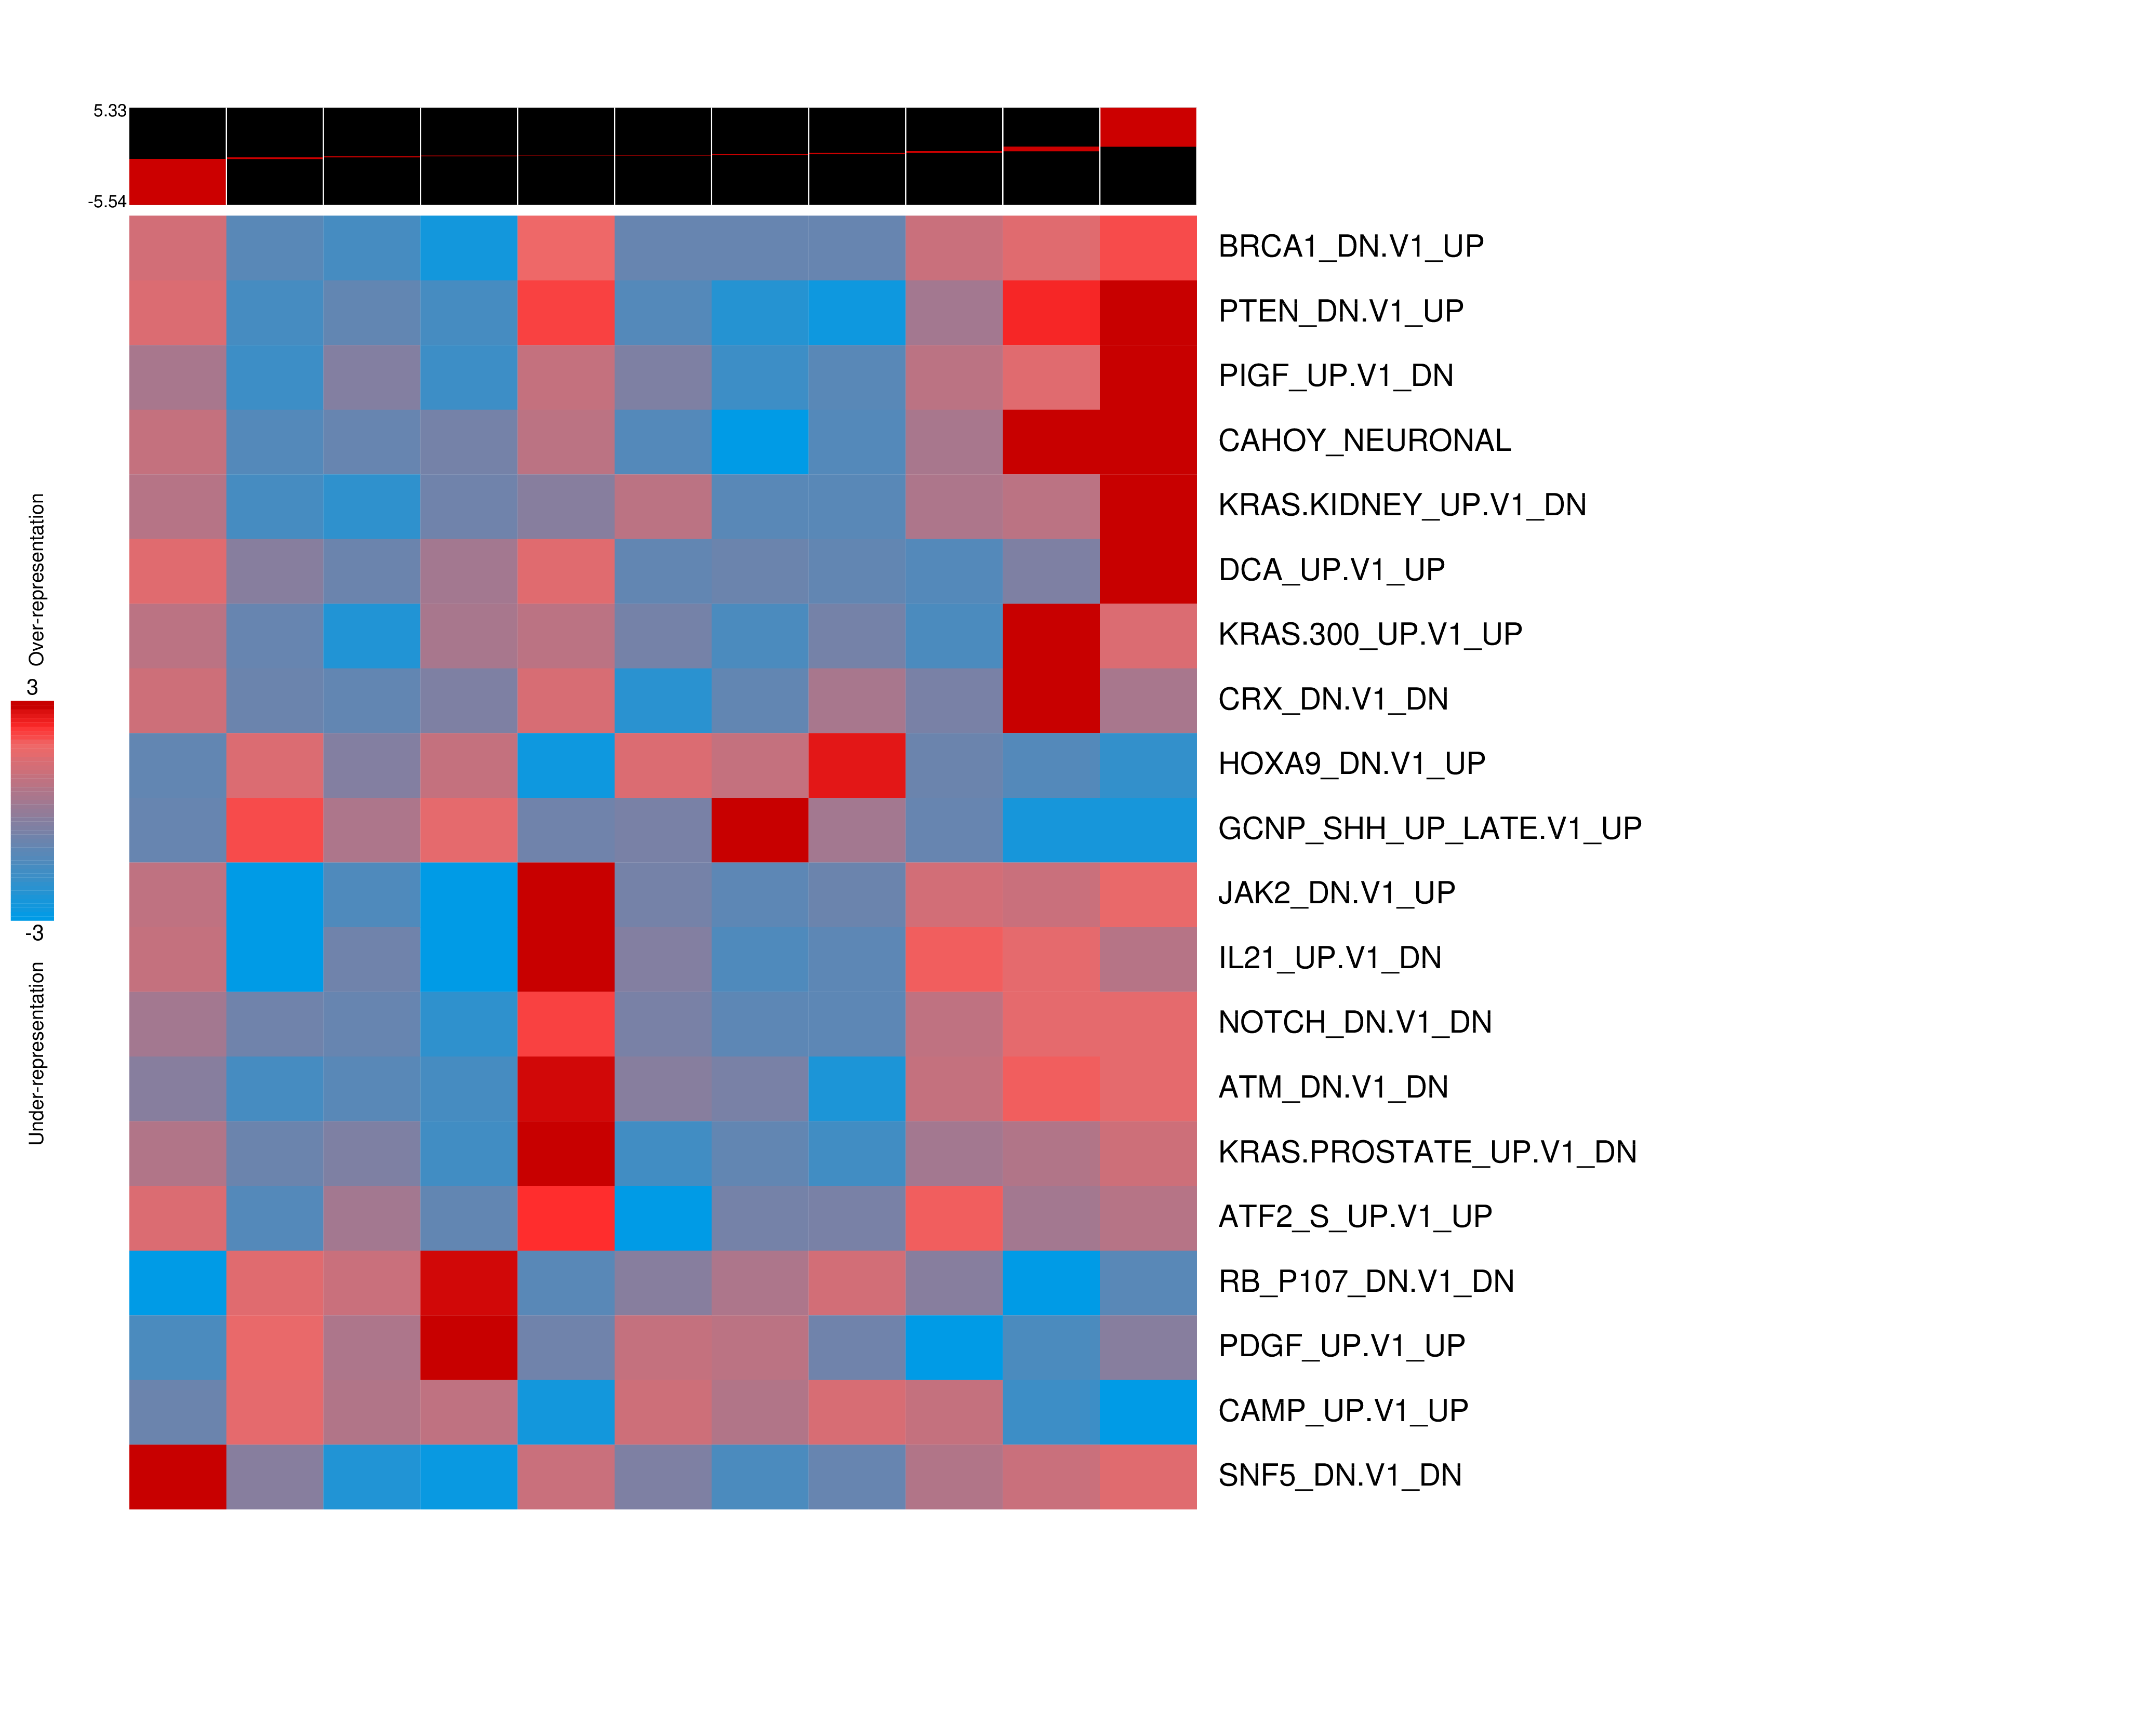 5.33
-5.54
BRCA1_DN.V1_UP
PTEN_DN.V1_UP
PIGF_UP.V1_DN
CAHOY_NEURONAL
KRAS.KIDNEY_UP.V1_DN
DCA_UP.V1_UP
KRAS.300_UP.V1_UP
CRX_DN.V1_DN
HOXA9_DN.V1_UP
GCNP_SHH_UP_LATE.V1_UP
JAK2_DN.V1_UP
IL21_UP.V1_DN
NOTCH_DN.V1_DN
ATM_DN.V1_DN
KRAS.PROSTATE_UP.V1_DN
ATF2_S_UP.V1_UP
RB_P107_DN.V1_DN
PDGF_UP.V1_UP
CAMP_UP.V1_UP
SNF5_DN.V1_DN
Over-representation
3
-3
Under-representation